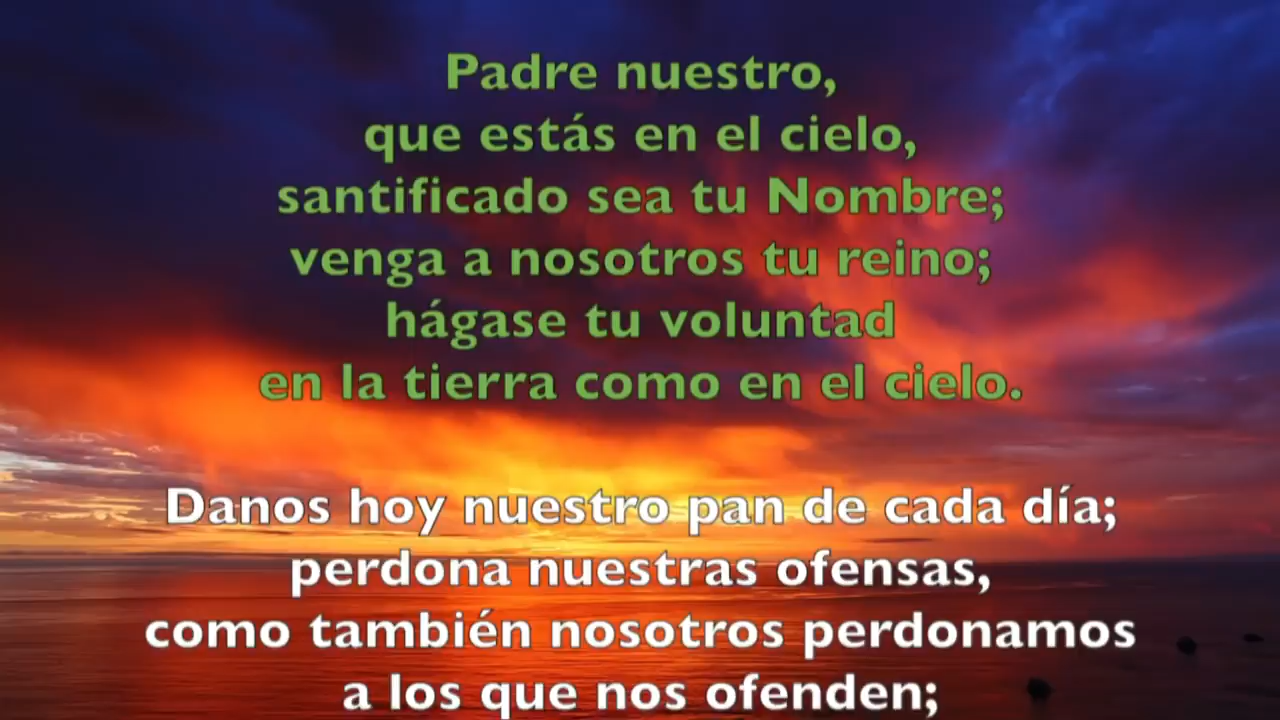 Padre nuestro,
que estás en el cielo,
santificado sea tu Nombre;
venga a nosotros tu reino;
hágase tu voluntad
en la tierra como en el cielo.
Danos hoy nuestro pan de cada día;
perdona nuestras ofensas,
como también nosotros perdonamos
a los que nos ofenden;